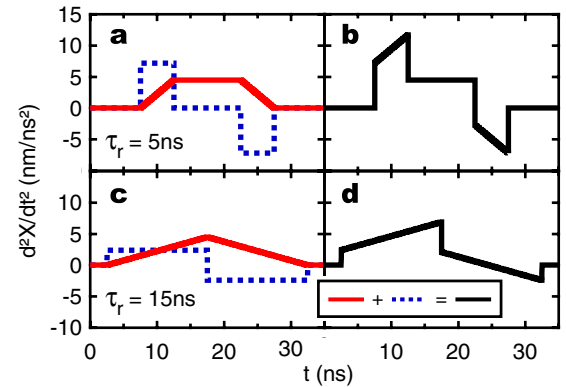 15
10
5
0
-5
a
b
τr = 5ns
d²X/dt² (nm/ns²)
10
5
0
-5
-10
c
d
τr = 15ns
+ =
0 10 20 30
0 10 20 30
t (ns)